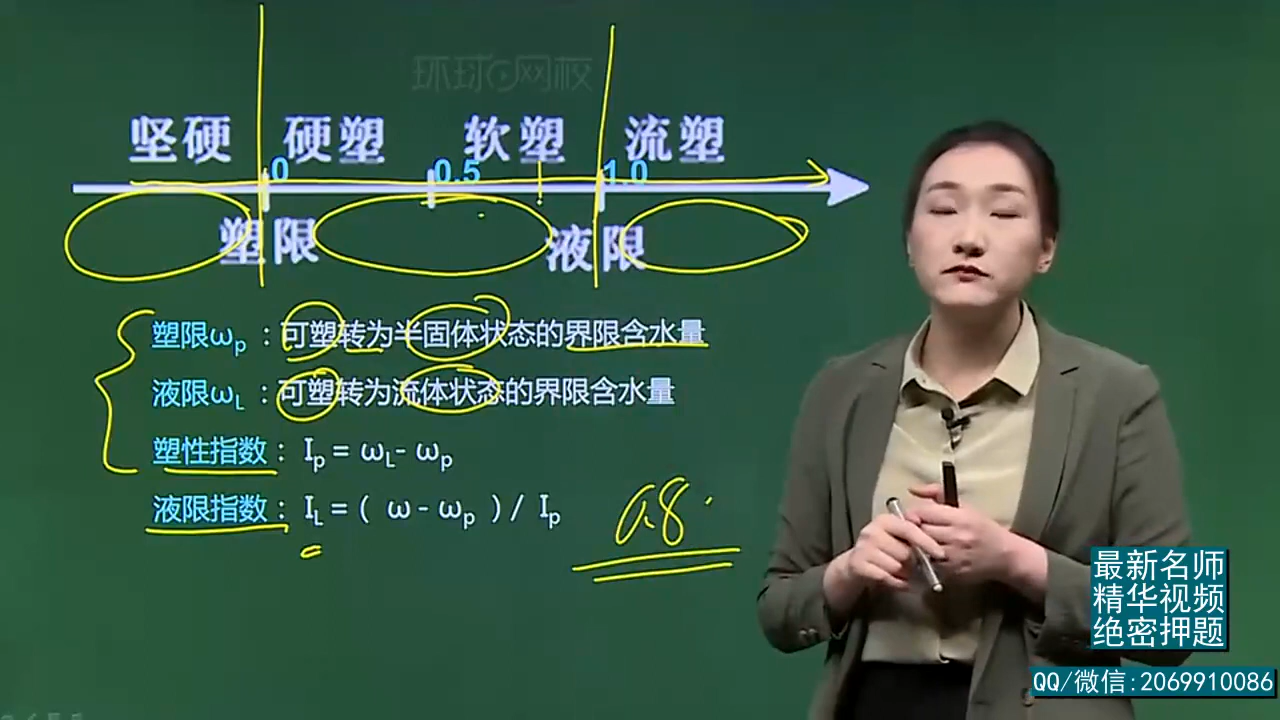 环球网校
坚硬 硬塑 软塑 流塑
0 0.5 1.0
塑限 液限
塑限ωp：可塑转为半固体状态的界限含水量
液限ωL：可塑转为流体状态的界限含水量
塑性指数： Ip = ωL- ωp
液限指数： IL = ( ω - ωp ) / Ip
0.8
最新名师
精华视频
绝密押题
QQ/微信:2069910086